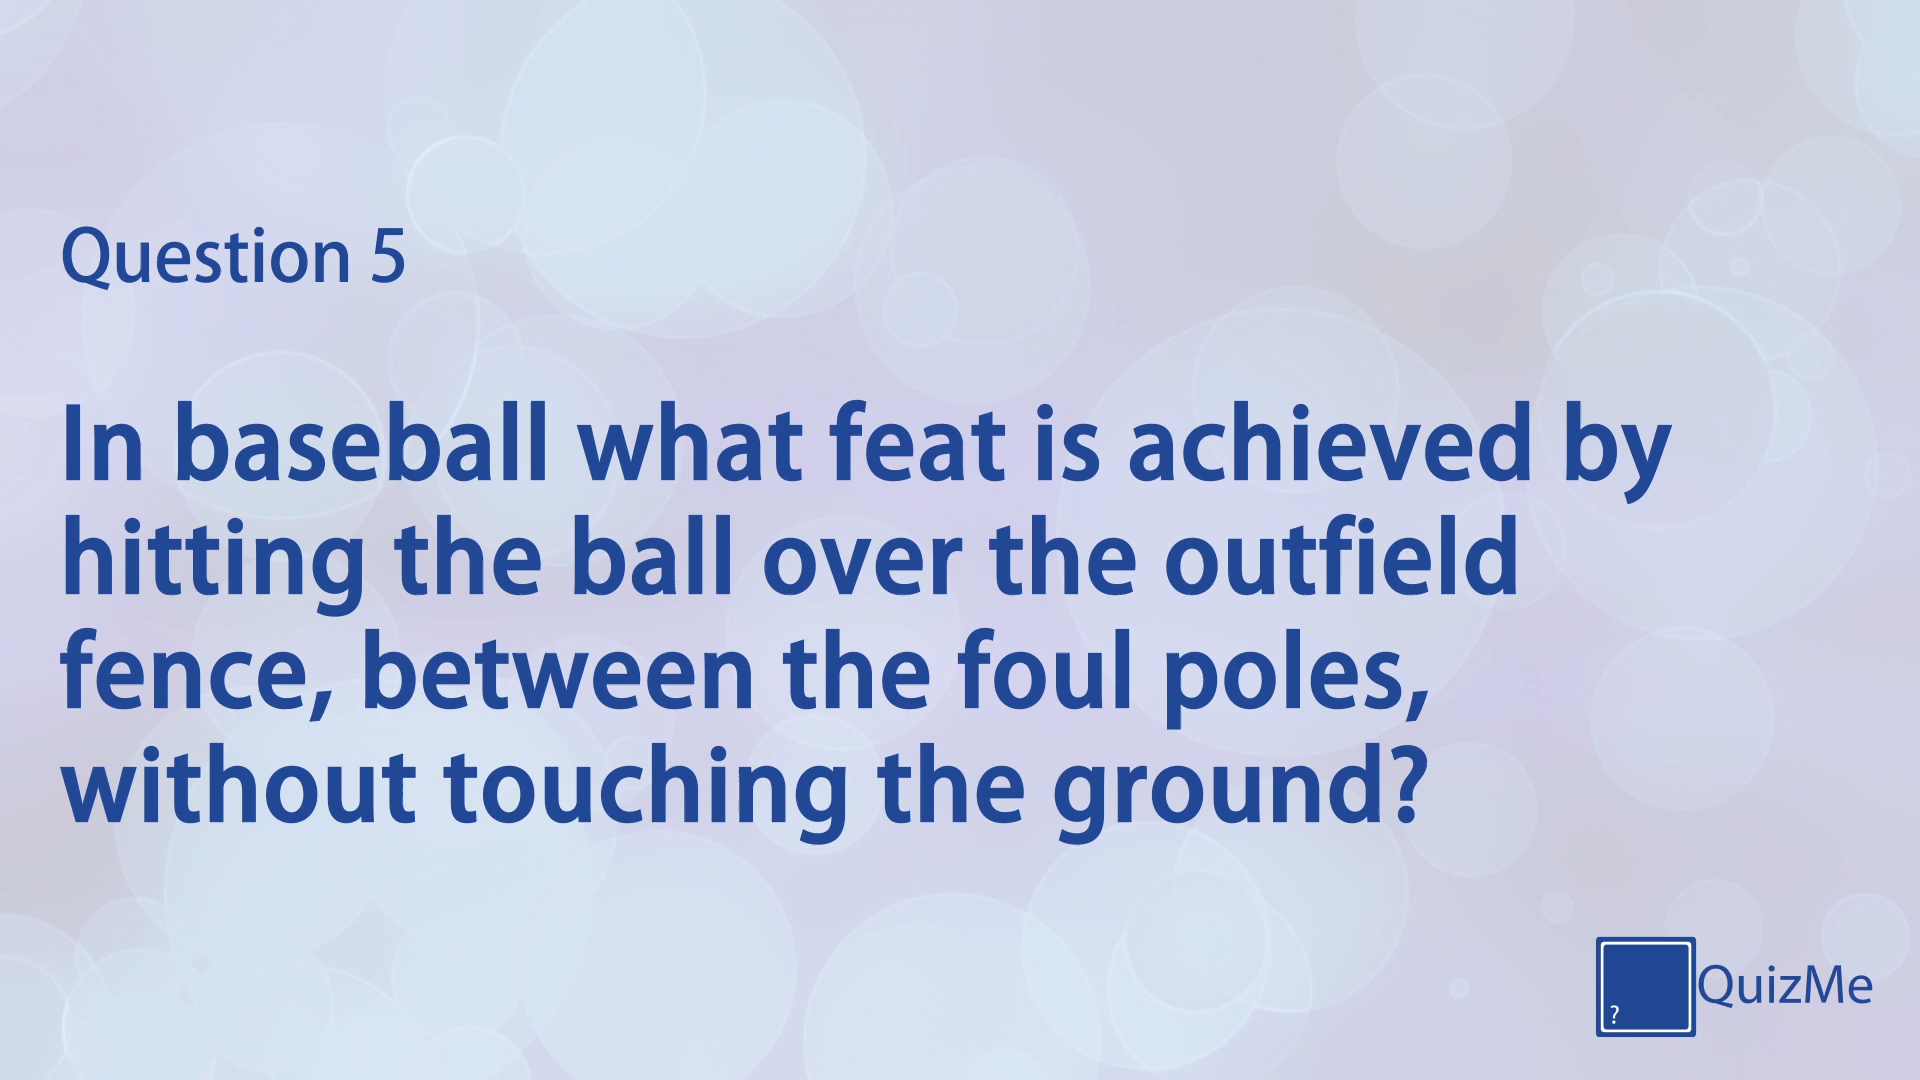 Question 5
In baseball what feat is achieved by
hitting the ball over the outfield
fence, between the foul poles,
without touching the ground?
?
QuizMe